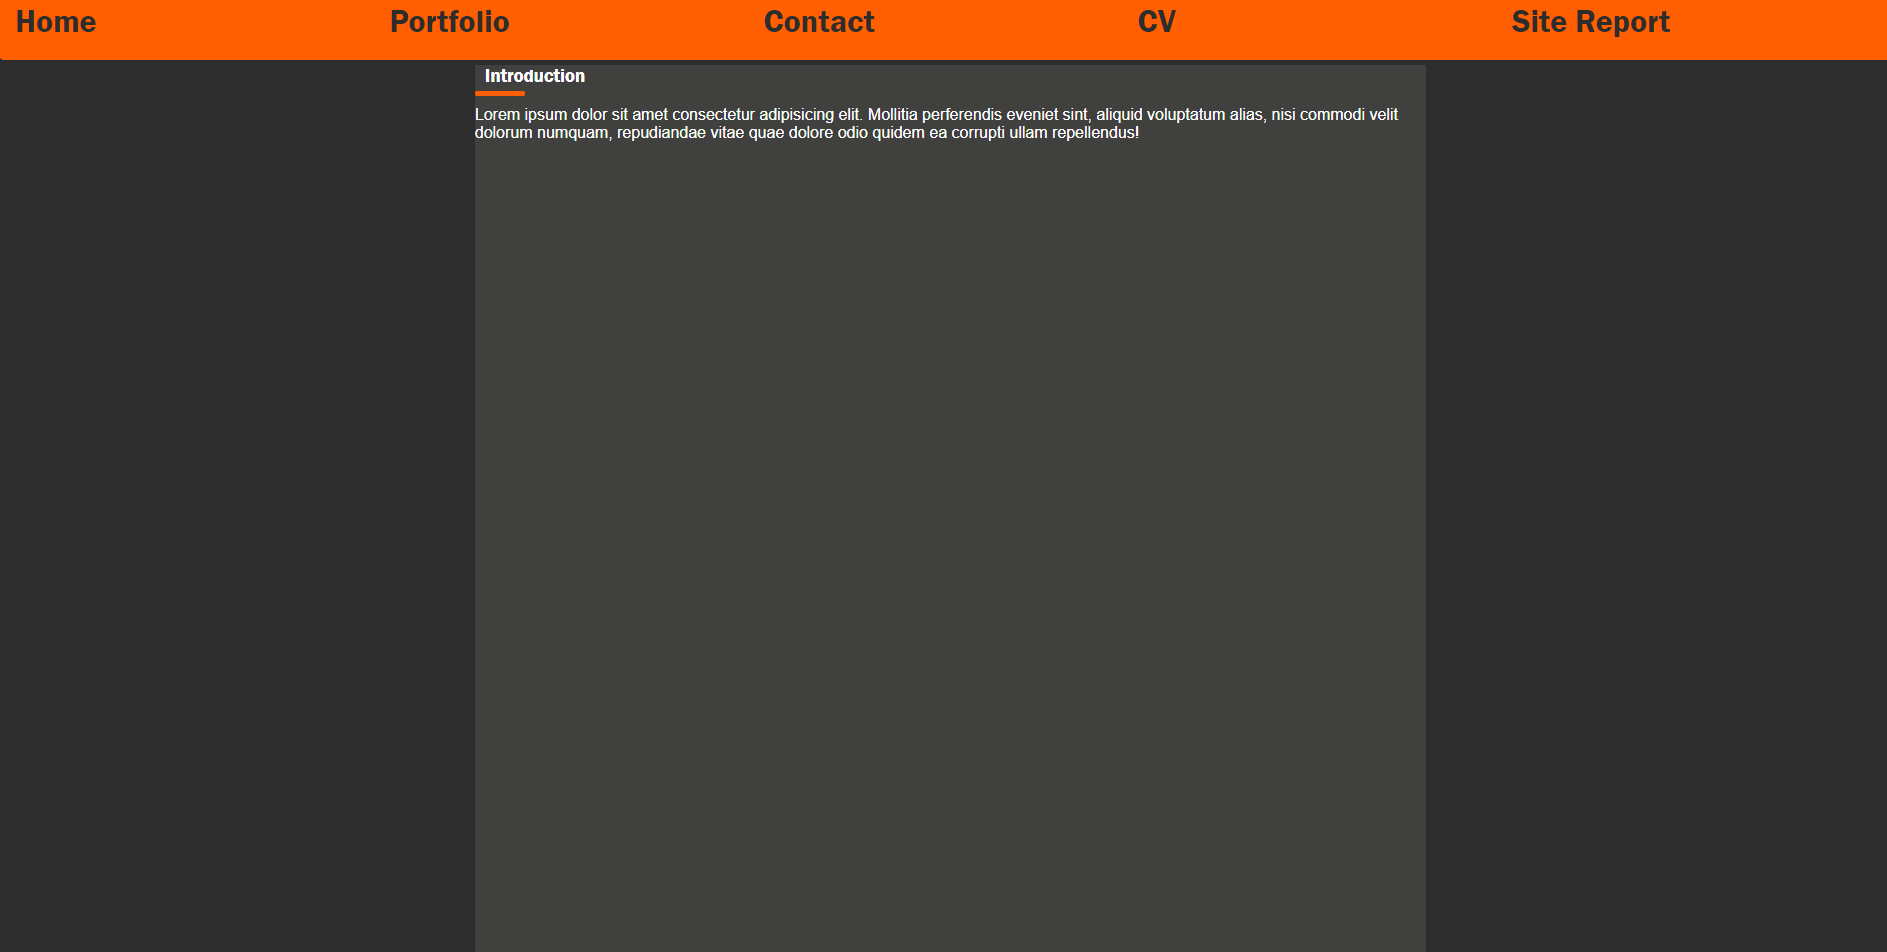 Home Portfolio Contact CV Site Report
Introduction
Lorem ipsum dolor sit amet consectetur adipisicing elit. Mollitia perferendis eveniet sint, aliquid voluptatum alias, nisi commodi velit
dolorum numquam, repudiandae vitae quae dolore odio quidem ea corrupti ullam repellendus!